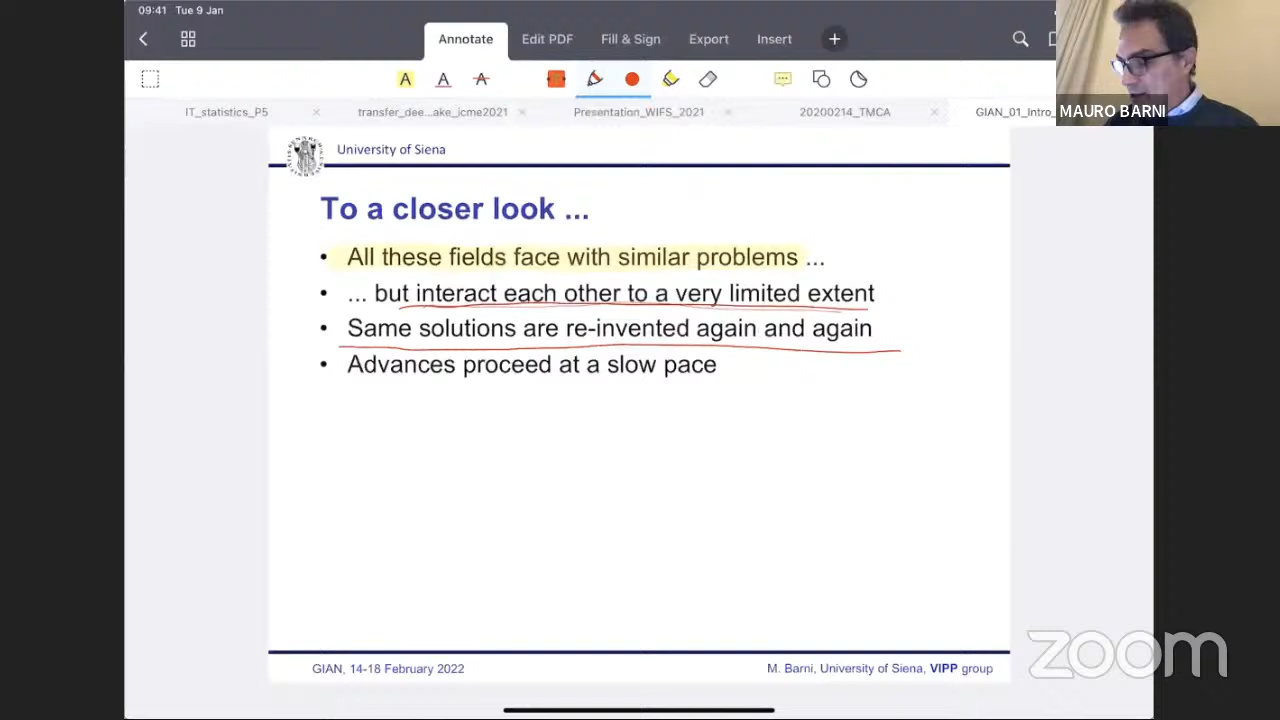 09:41 Tue 9 Jan
Annotate Edit PDF Fill & Sign Export Insert +
A A A
MAURO BARNI
IT_statistics_P5 × transfer_dee...ake_icme2021 × Presentation_WIFS_2021 × 20200214_TMCA × GIAN_01_Intro_
University of Siena
To a closer look ...
• All these fields face with similar problems ...
• ... but interact each other to a very limited extent
• Same solutions are re-invented again and again
• Advances proceed at a slow pace
GIAN, 14-18 February 2022 M. Barni, University of Siena, VIPP group
zoom